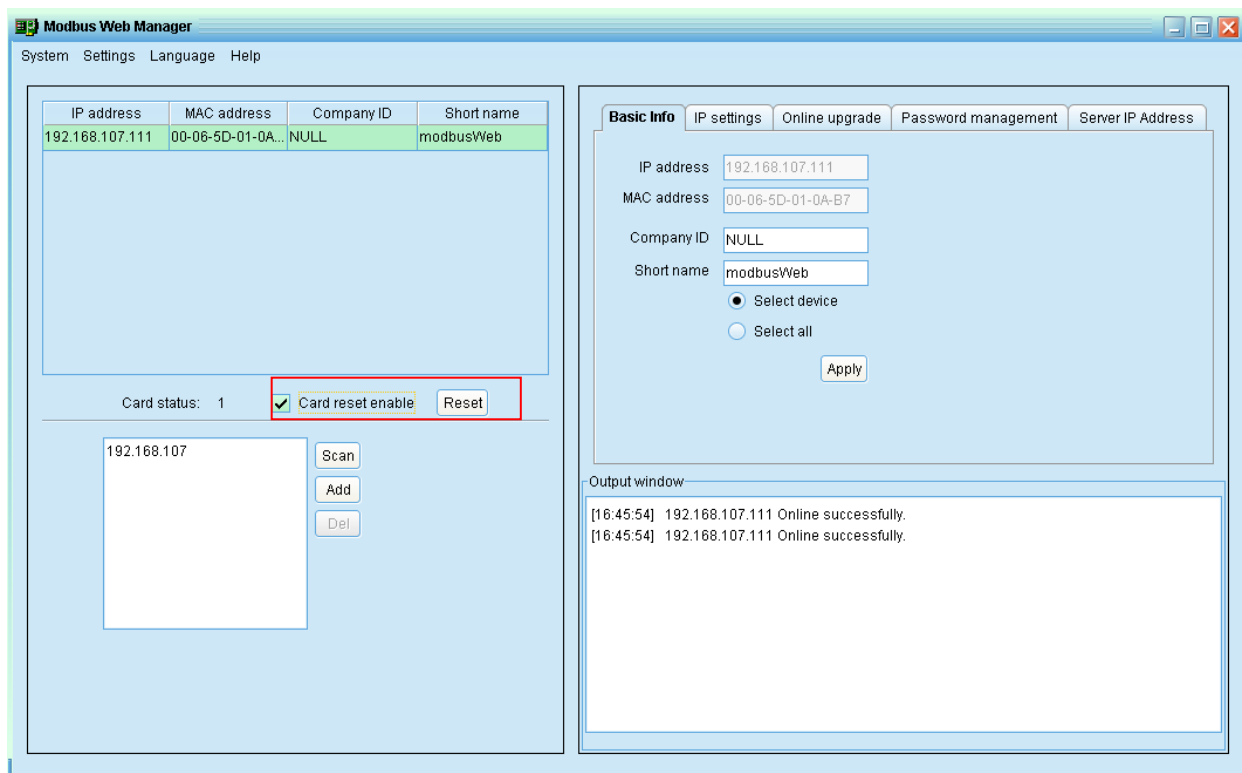 Modbus Web Manager
System Settings Language Help
IP address MAC address Company ID Short name
192.168.107.111 00-06-5D-01-0A... NULL modbusWeb
Card status: 1 Card reset enable Reset
192.168.107
Scan
Add
Del
Basic Info IP settings Online upgrade Password management Server IP Address
IP address 192.168.107.111
MAC address 00-06-5D-01-0A-B7
Company ID NULL
Short name modbusWeb
Select device
Select all
Apply
Output window
[16:45:54] 192.168.107.111 Online successfully.
[16:45:54] 192.168.107.111 Online successfully.